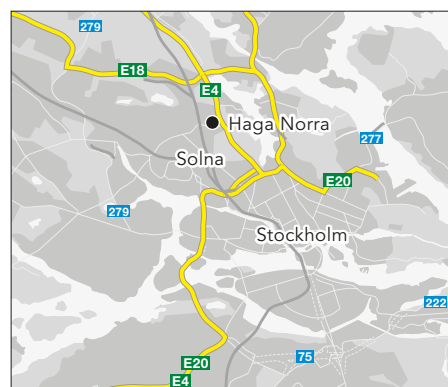 279
E18
E4
Haga Norra
277
Solna
E20
279
Stockholm
222
E20
75
E4